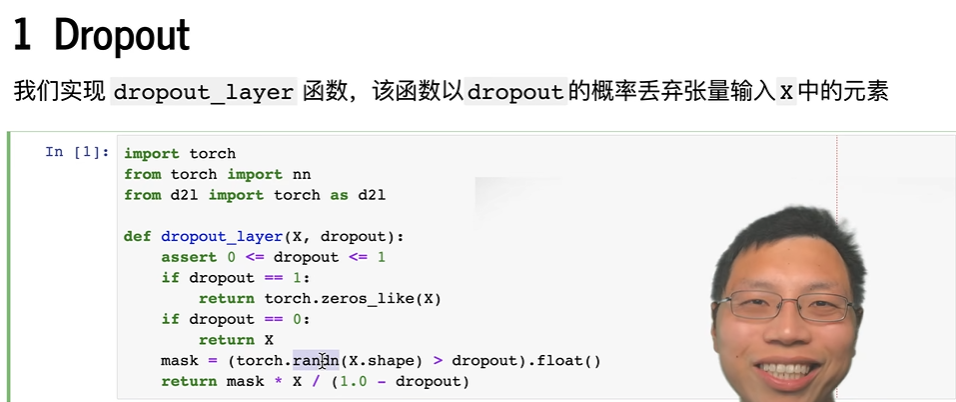 1 Dropout
我们实现 dropout_layer 函数，该函数以dropout的概率丢弃张量输入X中的元素
In [1]: import torch
from torch import nn
from d2l import torch as d2l
def dropout_layer(X, dropout):
assert 0 <= dropout <= 1
if dropout == 1:
return torch.zeros_like(X)
if dropout == 0:
return X
mask = (torch.randn(X.shape) > dropout).float()
return mask * X / (1.0 - dropout)